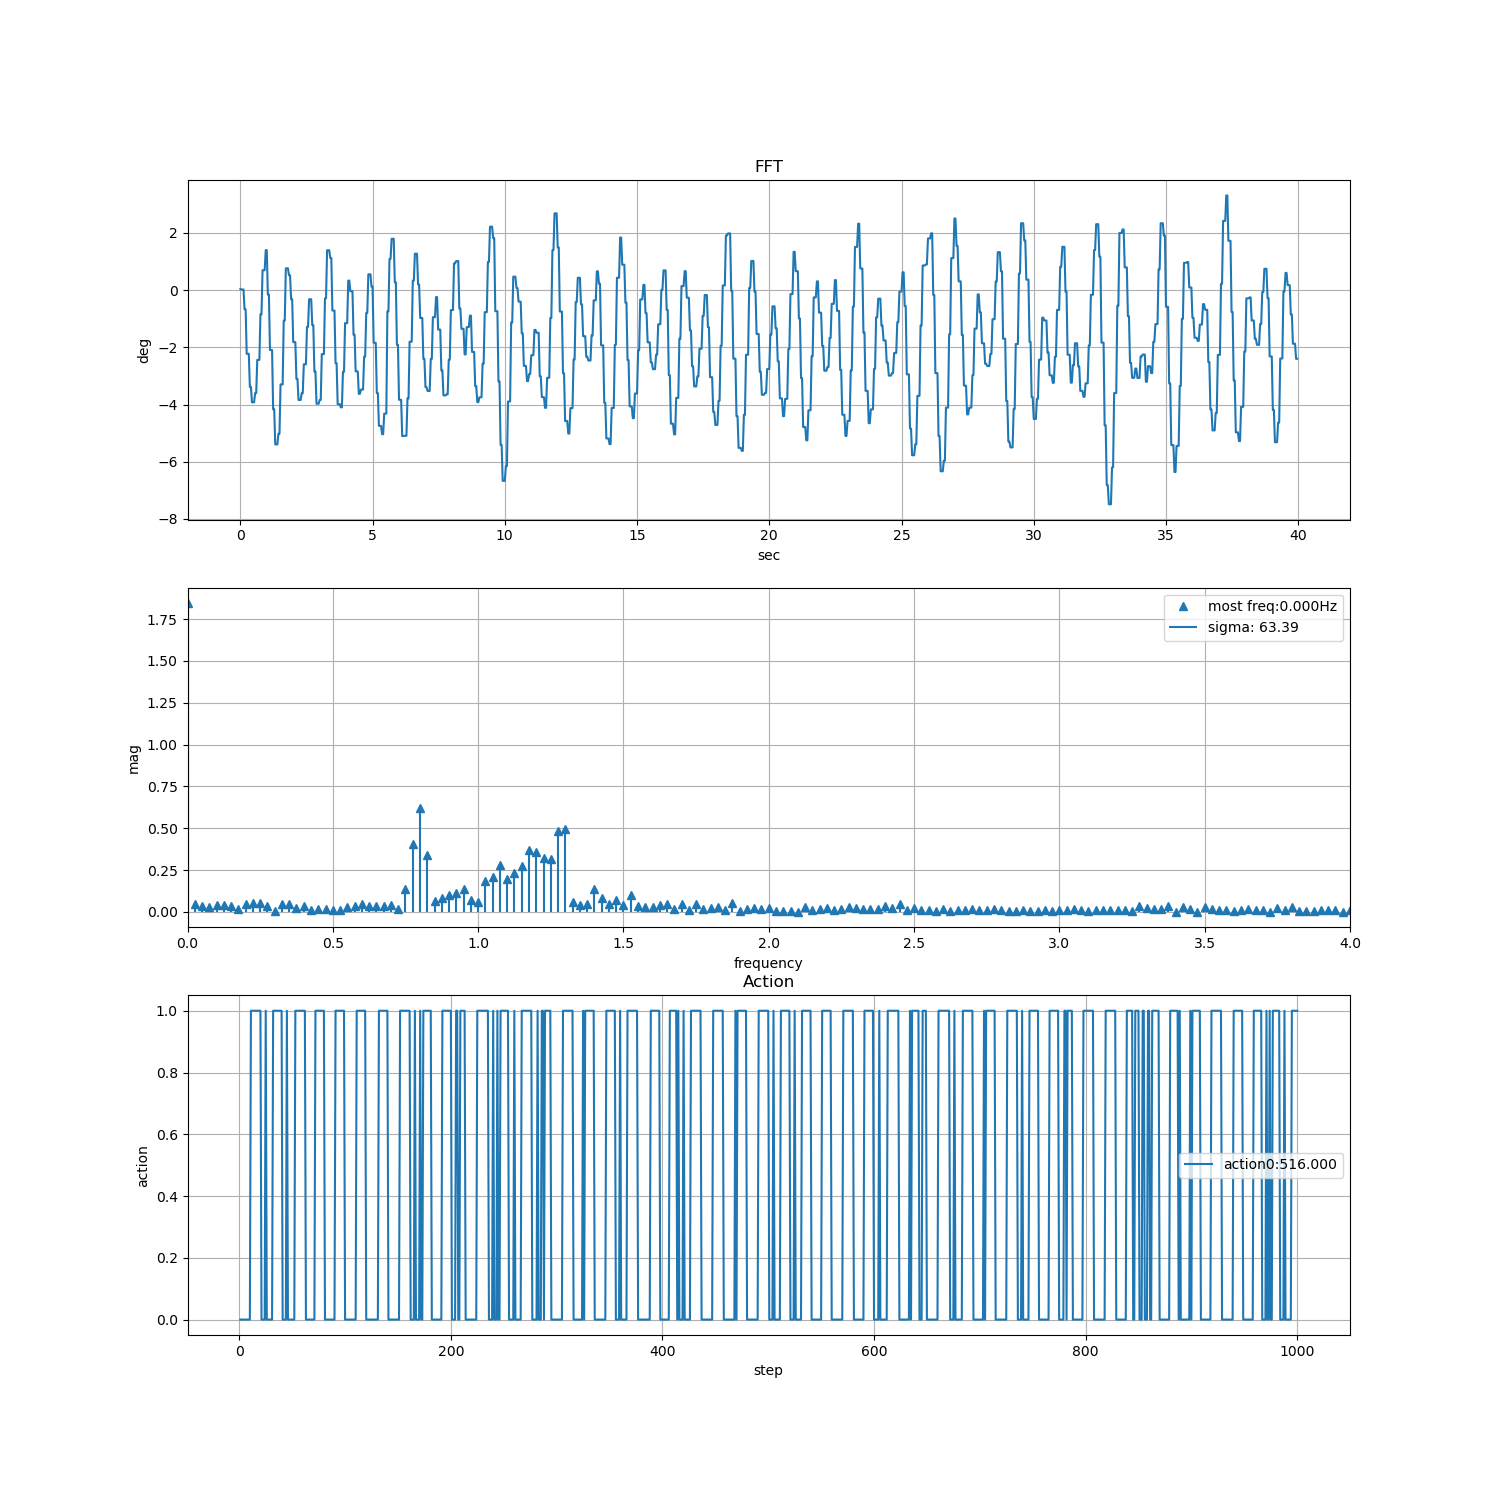 FFT
2
0
−2
−4
−6
−8
deg
0 5 10 15 20 25 30 35 40
sec
1.75
1.50
1.25
1.00
0.75
0.50
0.25
0.00
mag
most freq:0.000Hz
sigma: 63.39
0.0 0.5 1.0 1.5 2.0 2.5 3.0 3.5 4.0
frequency
Action
1.0
0.8
0.6
0.4
0.2
0.0
action
action0:516.000
0 200 400 600 800 1000
step